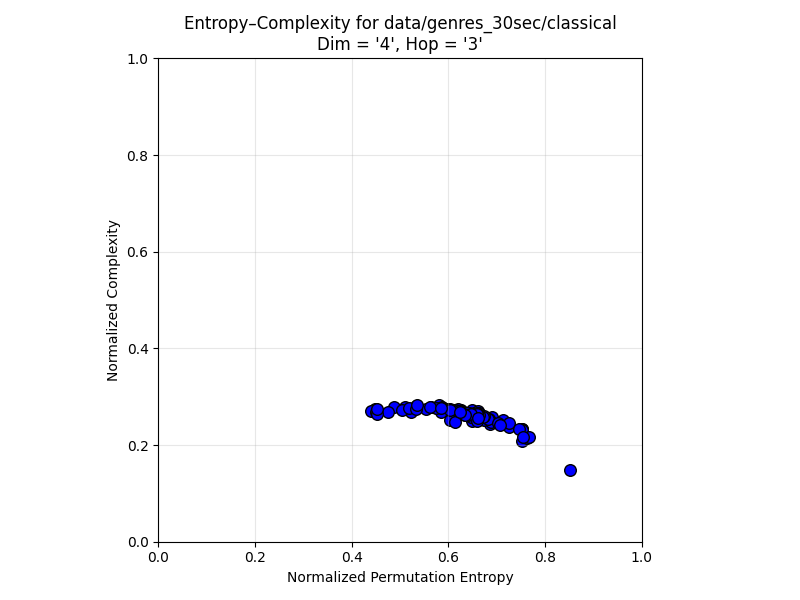 Entropy–Complexity for data/genres_30sec/classical
Dim = '4', Hop = '3'
1.0
0.8
0.6
0.4
0.2
0.0
Normalized Complexity
0.0 0.2 0.4 0.6 0.8 1.0
Normalized Permutation Entropy